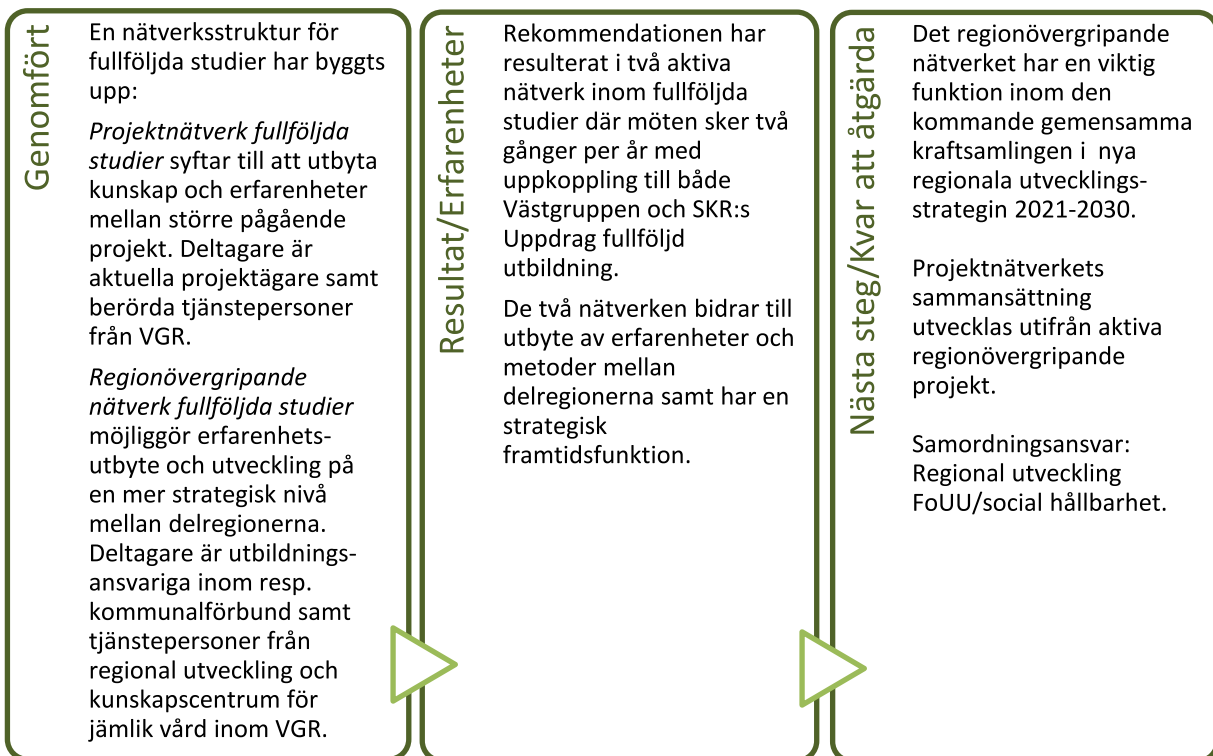 Genomfört
En nätverksstruktur för
fullföljda studier har byggts
upp:
Projektnätverk fullföljda
studier syftar till att utbyta
kunskap och erfarenheter
mellan större pågående
projekt. Deltagare är
aktuella projektägare samt
berörda tjänstepersoner
från VGR.
Regionövergripande
nätverk fullföljda studier
möjliggör erfarenhets-
utbyte och utveckling på
en mer strategisk nivå
mellan delregionerna.
Deltagare är utbildnings-
ansvariga inom resp.
kommunalförbund samt
tjänstepersoner från
regional utveckling och
kunskapscentrum för
jämlik vård inom VGR.
Resultat/Erfarenheter
Rekommendationen har
resulterat i två aktiva
nätverk inom fullföljda
studier där möten sker två
gånger per år med
uppkoppling till både
Västgruppen och SKR:s
Uppdrag fullföljd
utbildning.
De två nätverken bidrar till
utbyte av erfarenheter och
metoder mellan
delregionerna samt har en
strategisk
framtidsfunktion.
Nästa steg/Kvar att åtgärda
Det regionövergripande
nätverket har en viktig
funktion inom den
kommande gemensamma
kraftsamlingen i nya
regionala utvecklings-
strategin 2021-2030.
Projektnätverkets
sammansättning
utvecklas utifrån aktiva
regionövergripande
projekt.
Samordningsansvar:
Regional utveckling
FoUU/social hållbarhet.